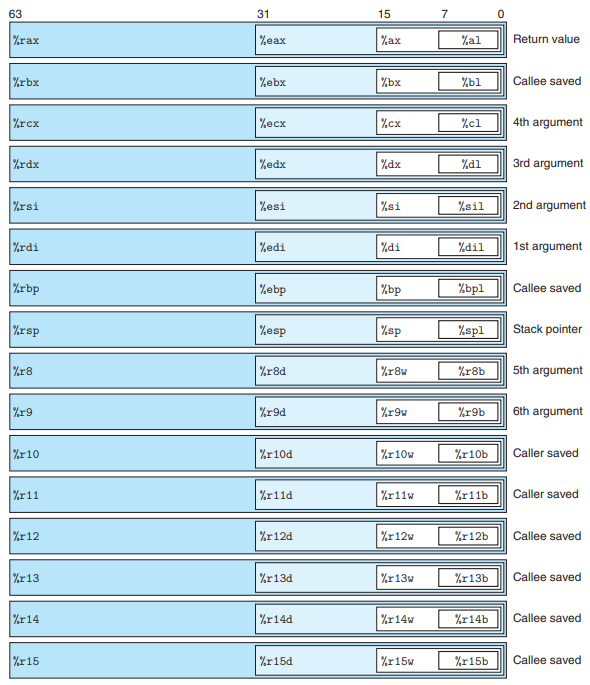 63 31 15 7 0
%rax %eax %ax %al Return value
%rbx %ebx %bx %bl Callee saved
%rcx %ecx %cx %cl 4th argument
%rdx %edx %dx %dl 3rd argument
%rsi %esi %si %sil 2nd argument
%rdi %edi %di %dil 1st argument
%rbp %ebp %bp %bpl Callee saved
%rsp %esp %sp %spl Stack pointer
%r8 %r8d %r8w %r8b 5th argument
%r9 %r9d %r9w %r9b 6th argument
%r10 %r10d %r10w %r10b Caller saved
%r11 %r11d %r11w %r11b Caller saved
%r12 %r12d %r12w %r12b Callee saved
%r13 %r13d %r13w %r13b Callee saved
%r14 %r14d %r14w %r14b Callee saved
%r15 %r15d %r15w %r15b Callee saved